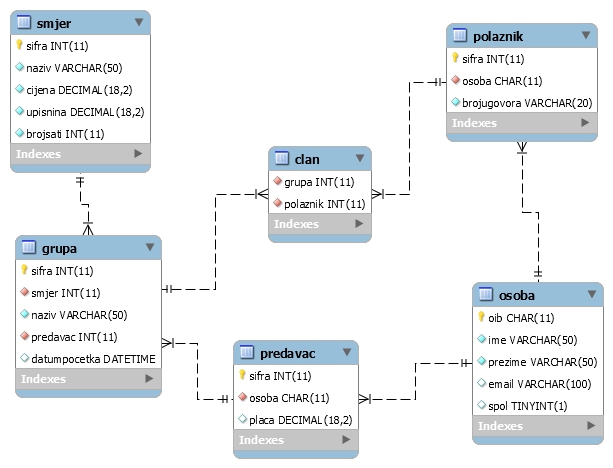 smjer
sifra INT(11)
naziv VARCHAR(50)
cijena DECIMAL(18,2)
upisnina DECIMAL(18,2)
brojsati INT(11)
Indexes
polaznik
sifra INT(11)
osoba CHAR(11)
brojugovora VARCHAR(20)
Indexes
clan
grupa INT(11)
polaznik INT(11)
Indexes
grupa
sifra INT(11)
smjer INT(11)
naziv VARCHAR(50)
predavac INT(11)
datumpocetka DATETIME
Indexes
predavac
sifra INT(11)
osoba CHAR(11)
placa DECIMAL(18,2)
Indexes
osoba
oib CHAR(11)
ime VARCHAR(50)
prezime VARCHAR(50)
email VARCHAR(100)
spol TINYINT(1)
Indexes